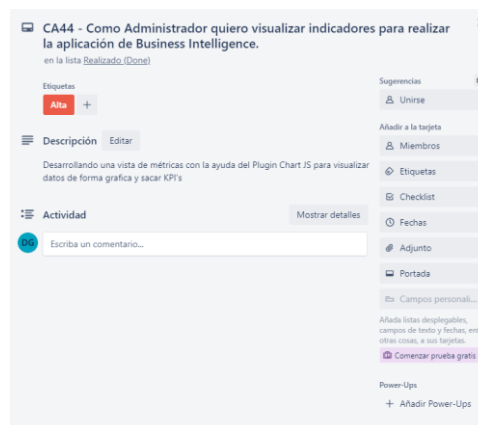 CA44 - Como Administrador quiero visualizar indicadores para realizar
la aplicación de Business Intelligence.
en la lista Realizado (Done)
Etiquetas
Alta +
Descripción Editar
Desarrollando una vista de métricas con la ayuda del Plugin Chart JS para visualizar
datos de forma grafica y sacar KPI's
Actividad Mostrar detalles
DG Escriba un comentario...
Sugerencias
Unirse
Añadir a la tarjeta
Miembros
Etiquetas
Checklist
Fechas
Adjunto
Portada
Campos personali...
Añada listas desplegables,
campos de texto y fechas,
otras cosas, a sus tarjetas.
Comenzar prueba gratis
Power-Ups
+ Añadir Power-Ups